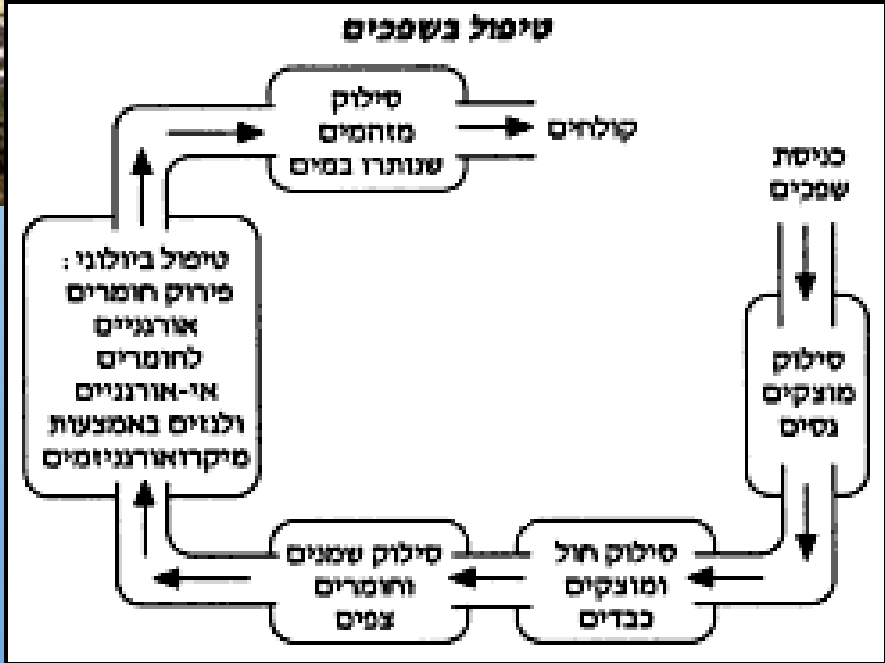 טיפול בשפכים
כניסת
שפכים
סילוק
מוצקים
גסים
סילוק חול
ומוצקים
כבדים
סילוק שמנים
וחומרים
צפים
טיפול ביולוגי:
פירוק חומרים
אורגניים
לחומרים
אי-אורגניים
ולגזים באמצעות
מיקרואורגניזמים
סילוק
מזהמים
שנותרו במים
קולחים